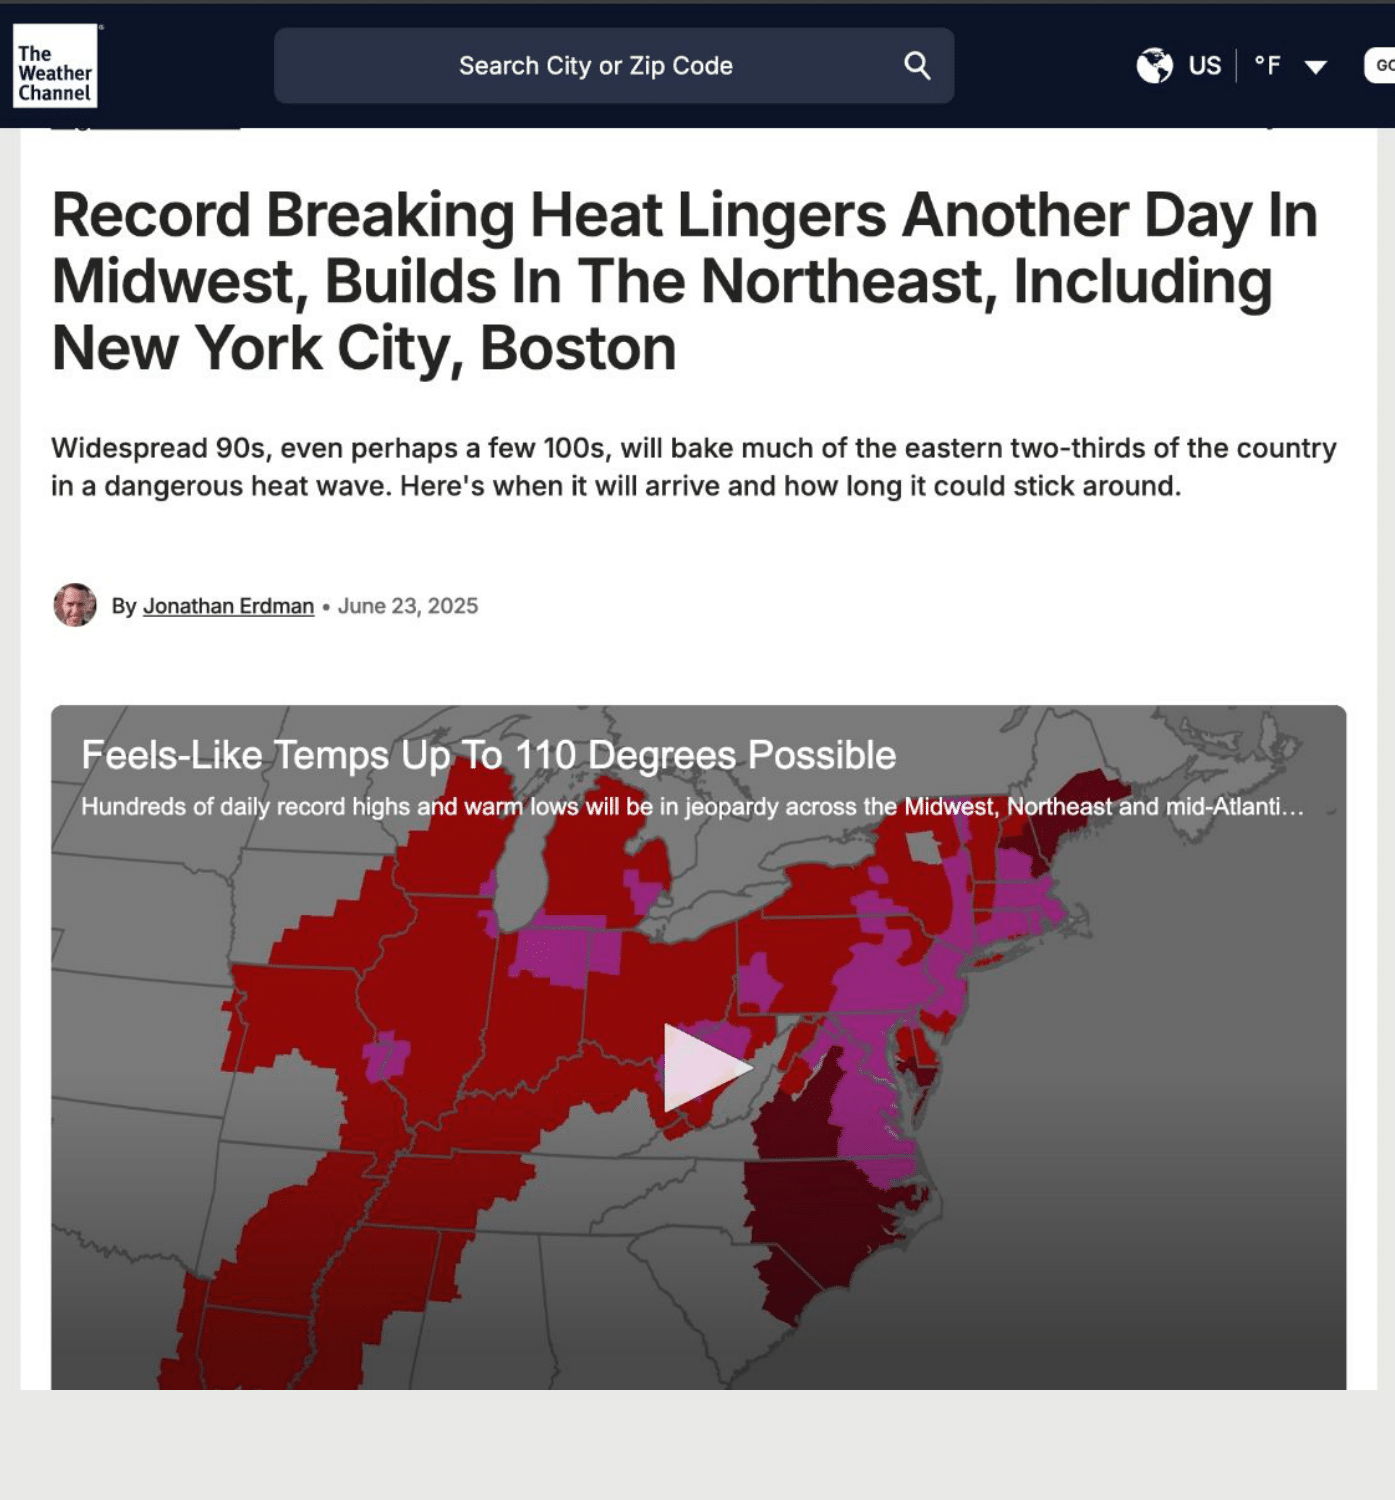 The
Weather
Channel
Search City or Zip Code
US
°F
GO
Record Breaking Heat Lingers Another Day In
Midwest, Builds In The Northeast, Including
New York City, Boston
Widespread 90s, even perhaps a few 100s, will bake much of the eastern two-thirds of the country
in a dangerous heat wave. Here's when it will arrive and how long it could stick around.
By Jonathan Erdman • June 23, 2025
Feels-Like Temps Up To 110 Degrees Possible
Hundreds of daily record highs and warm lows will be in jeopardy across the Midwest, Northeast and mid-Atlanti...